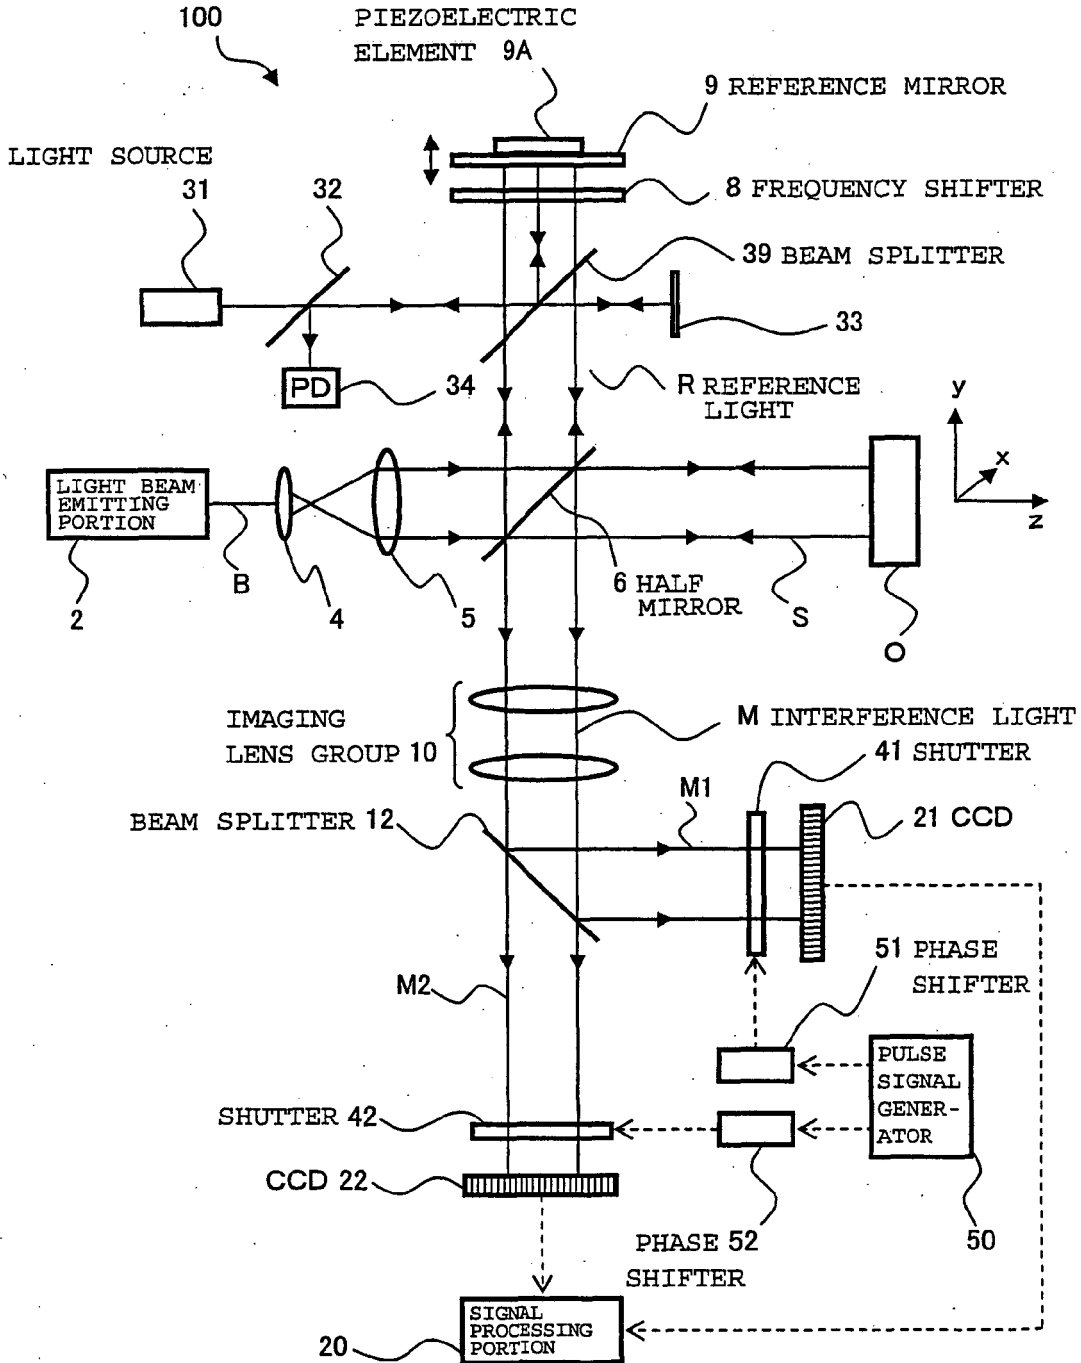 100
PIEZOELECTRIC
ELEMENT 9A
9 REFERENCE MIRROR
LIGHT SOURCE
31
32
8 FREQUENCY SHIFTER
39 BEAM SPLITTER
33
PD
34
R REFERENCE
LIGHT
y
x
z
LIGHT BEAM
EMITTING
PORTION
2
B
4
5
6 HALF
MIRROR
S
O
IMAGING
LENS GROUP 10
M INTERFERENCE LIGHT
41 SHUTTER
M1
21 CCD
BEAM SPLITTER 12
51 PHASE
SHIFTER
M2
PULSE
SIGNAL
GENER-
ATOR
SHUTTER 42
CCD 22
PHASE 52
SHIFTER
50
SIGNAL
PROCESSING
PORTION
20